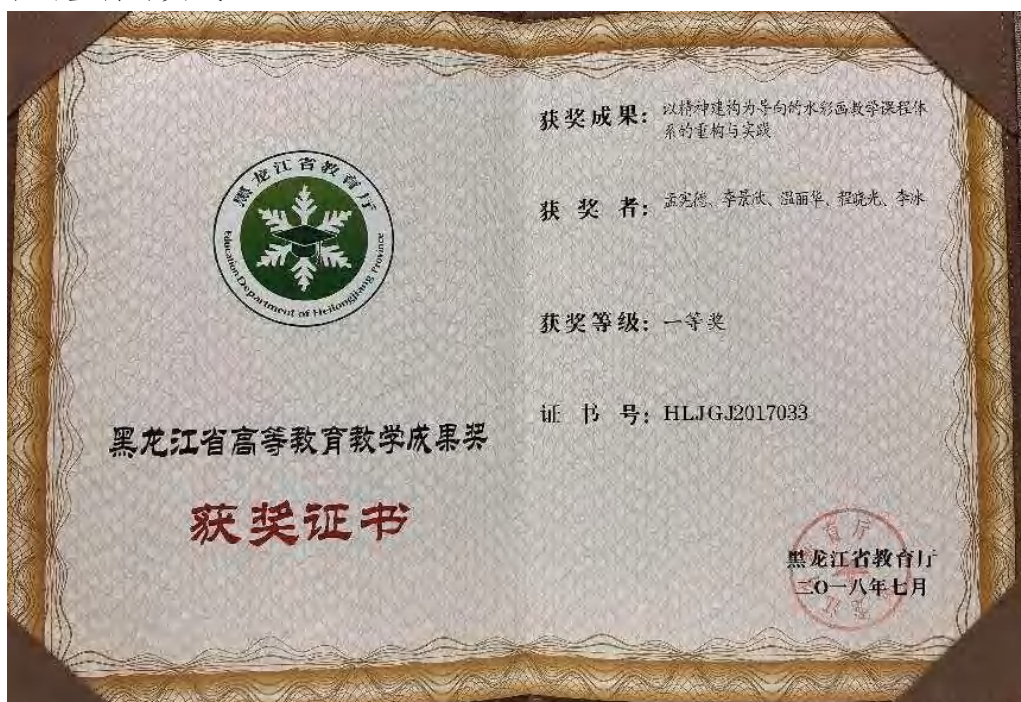 黑龙江省教育厅
Education Department of Heilongjiang Province
黑龙江省高等教育教学成果奖
获奖证书
获奖成果：以精神建构为导向的水彩画教学课程体
系的重构与实践
获奖者：孟宪德、李景欣、温丽华、程晓光、李冰
获奖等级：一等奖
证书号：HLJGJ2017033
黑龙江省教育厅
二〇一八年七月